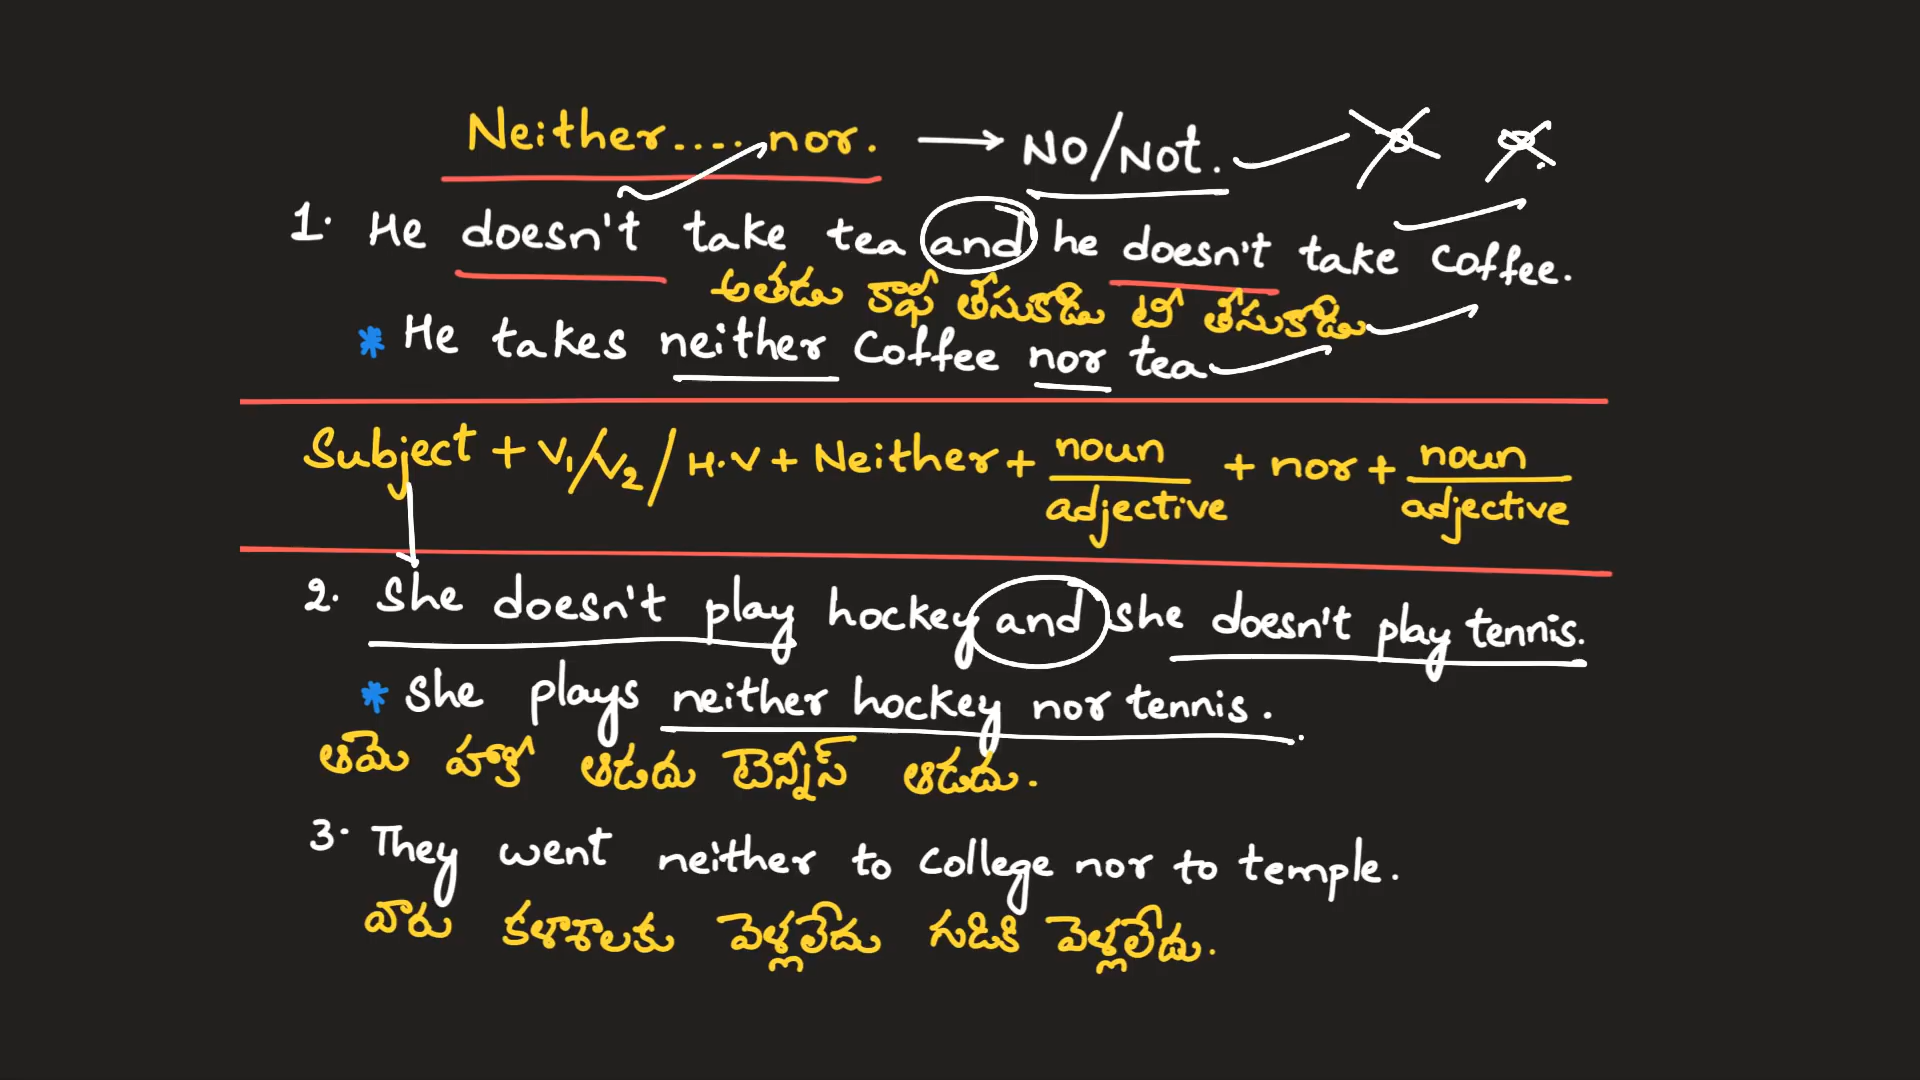 Neither.... nor. → NO/Not.
1. He doesn't take tea and he doesn't take coffee.
అతడు కాఫీ తీసుకోడు టీ తీసుకోడు
* He takes neither coffee nor tea
Subject + V₁/V₂/H.V + Neither + noun/adjective + nor + noun/adjective
2. She doesn't play hockey and she doesn't play tennis.
* She plays neither hockey nor tennis.
ఆమె హాకీ ఆడదు టెన్నీస్ ఆడదు.
3. They went neither to college nor to temple.
వారు కళాశాలకు వెళ్లలేదు గుడికి వెళ్లలేదు.